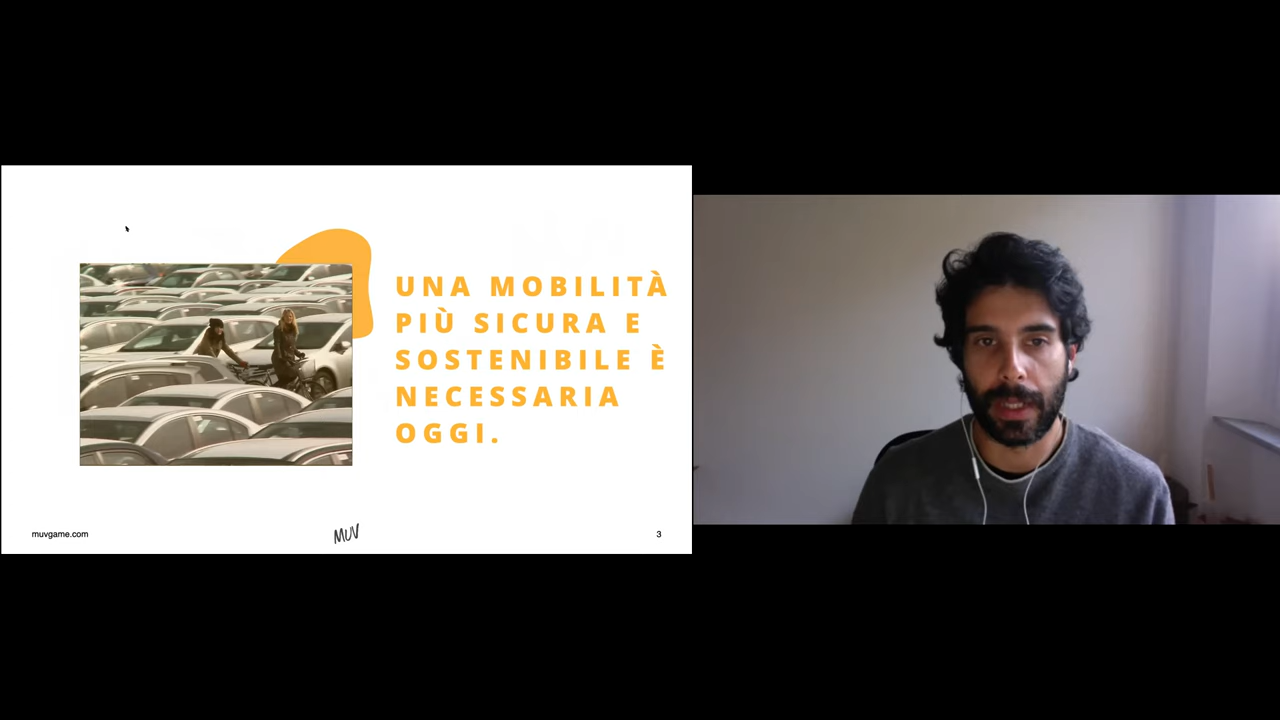 UNA MOBILITÀ
PIÙ SICURA E
SOSTENIBILE È
NECESSARIA
OGGI.
muvgame.com
MUV
3